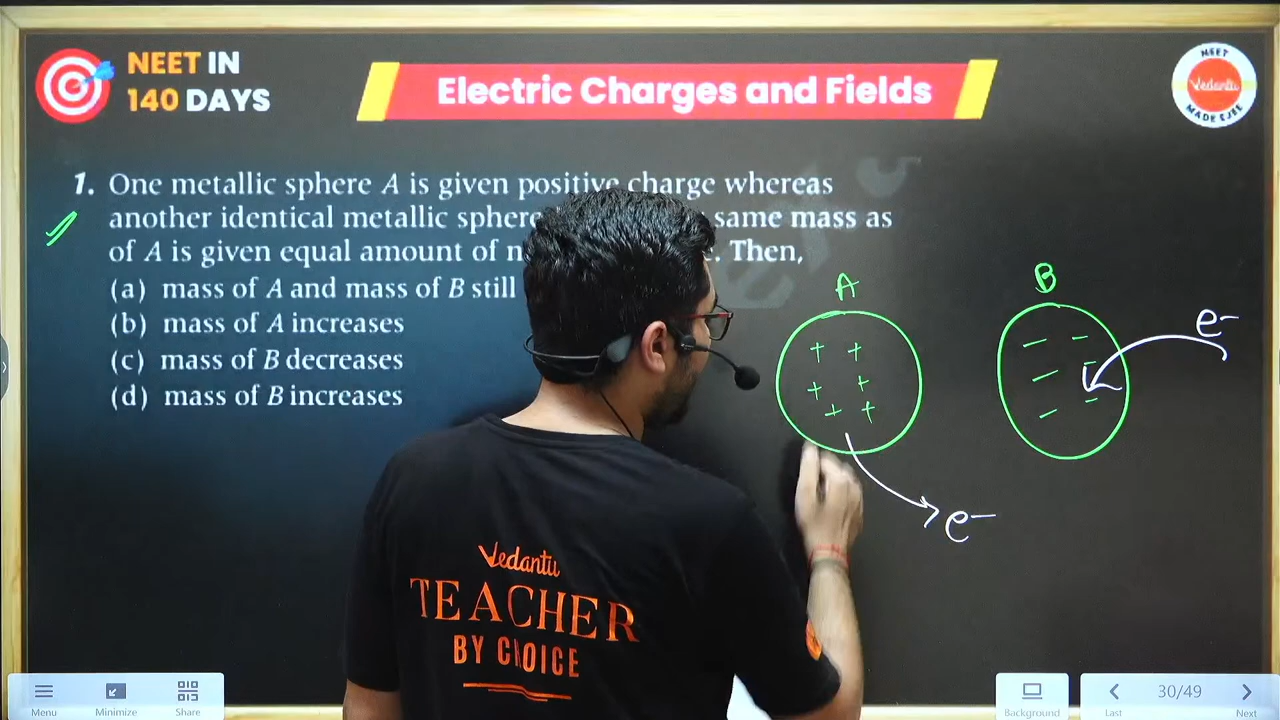 NEET IN
140 DAYS
Electric Charges and Fields
NEET
Vedantu
MADE EJEE
1. One metallic sphere A is given positive charge whereas
another identical metallic sphere same mass as
of A is given equal amount of Then,
(a) mass of A and mass of B still
(b) mass of A increases
(c) mass of B decreases
(d) mass of B increases
A
B
+ +
+ +
+ +
e⁻
e⁻
Vedantu
TEACHER
BY CHOICE
Menu
Minimize
Share
Background
Last
30/49
Next